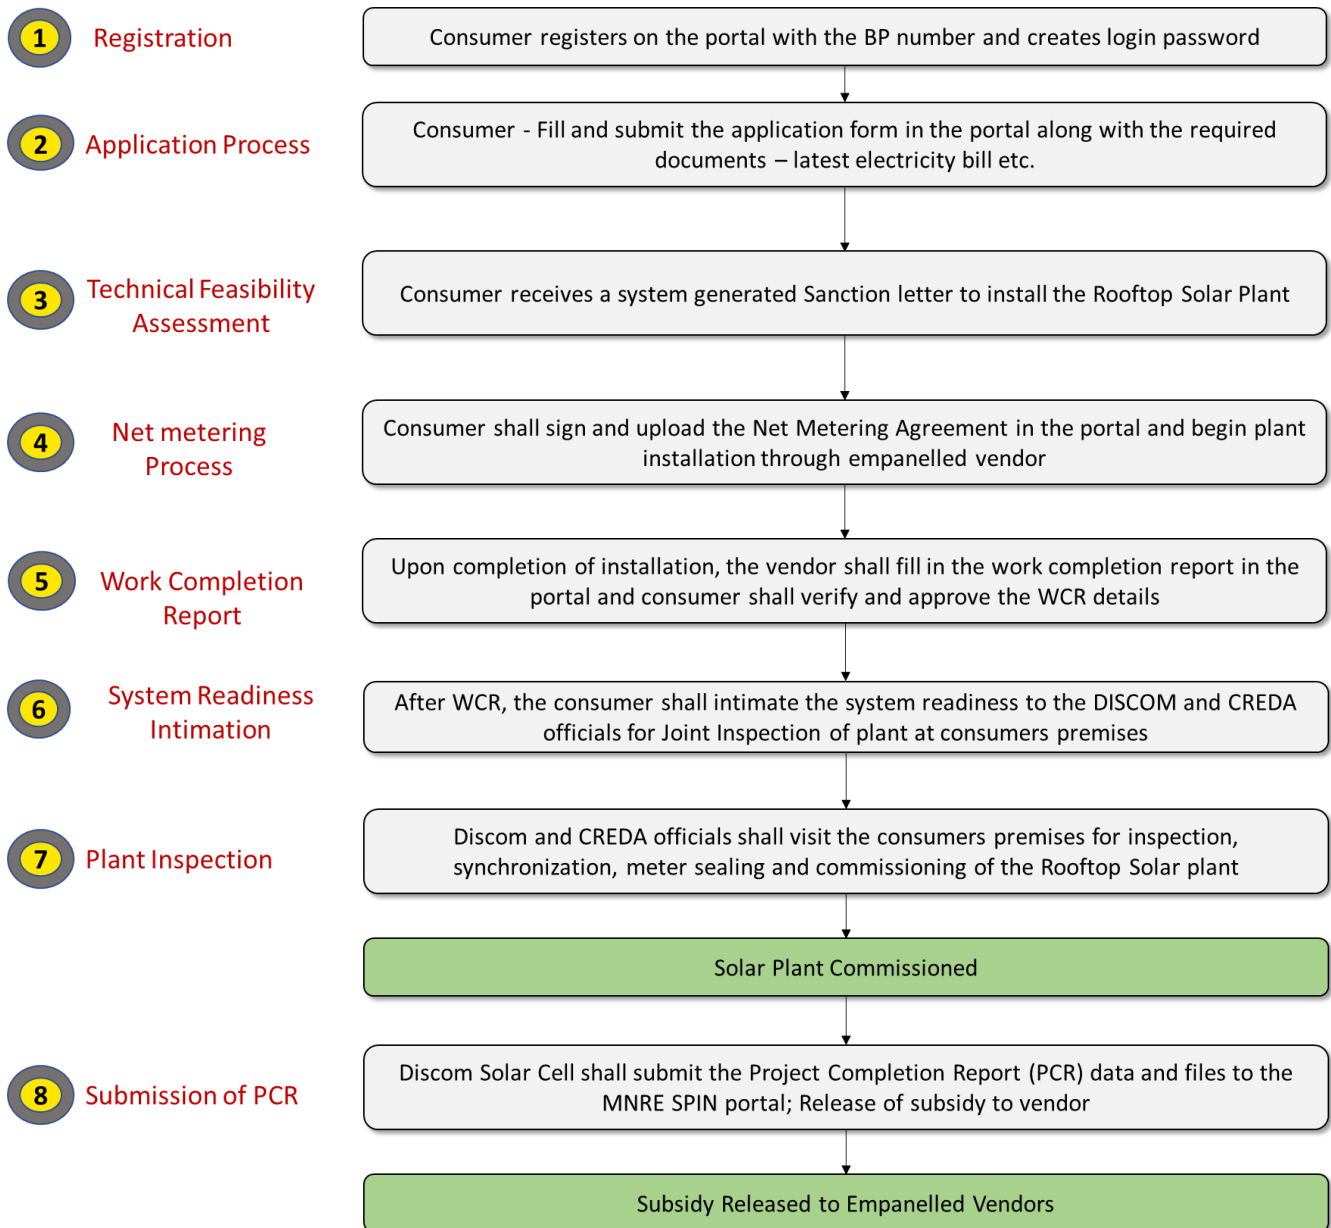 1
Registration
Consumer registers on the portal with the BP number and creates login password
2
Application Process
Consumer - Fill and submit the application form in the portal along with the required
documents – latest electricity bill etc.
3
Technical Feasibility
Assessment
Consumer receives a system generated Sanction letter to install the Rooftop Solar Plant
4
Net metering
Process
Consumer shall sign and upload the Net Metering Agreement in the portal and begin plant
installation through empanelled vendor
5
Work Completion
Report
Upon completion of installation, the vendor shall fill in the work completion report in the
portal and consumer shall verify and approve the WCR details
6
System Readiness
Intimation
After WCR, the consumer shall intimate the system readiness to the DISCOM and CREDA
officials for Joint Inspection of plant at consumers premises
7
Plant Inspection
Discom and CREDA officials shall visit the consumers premises for inspection,
synchronization, meter sealing and commissioning of the Rooftop Solar plant
Solar Plant Commissioned
8
Submission of PCR
Discom Solar Cell shall submit the Project Completion Report (PCR) data and files to the
MNRE SPIN portal; Release of subsidy to vendor
Subsidy Released to Empanelled Vendors